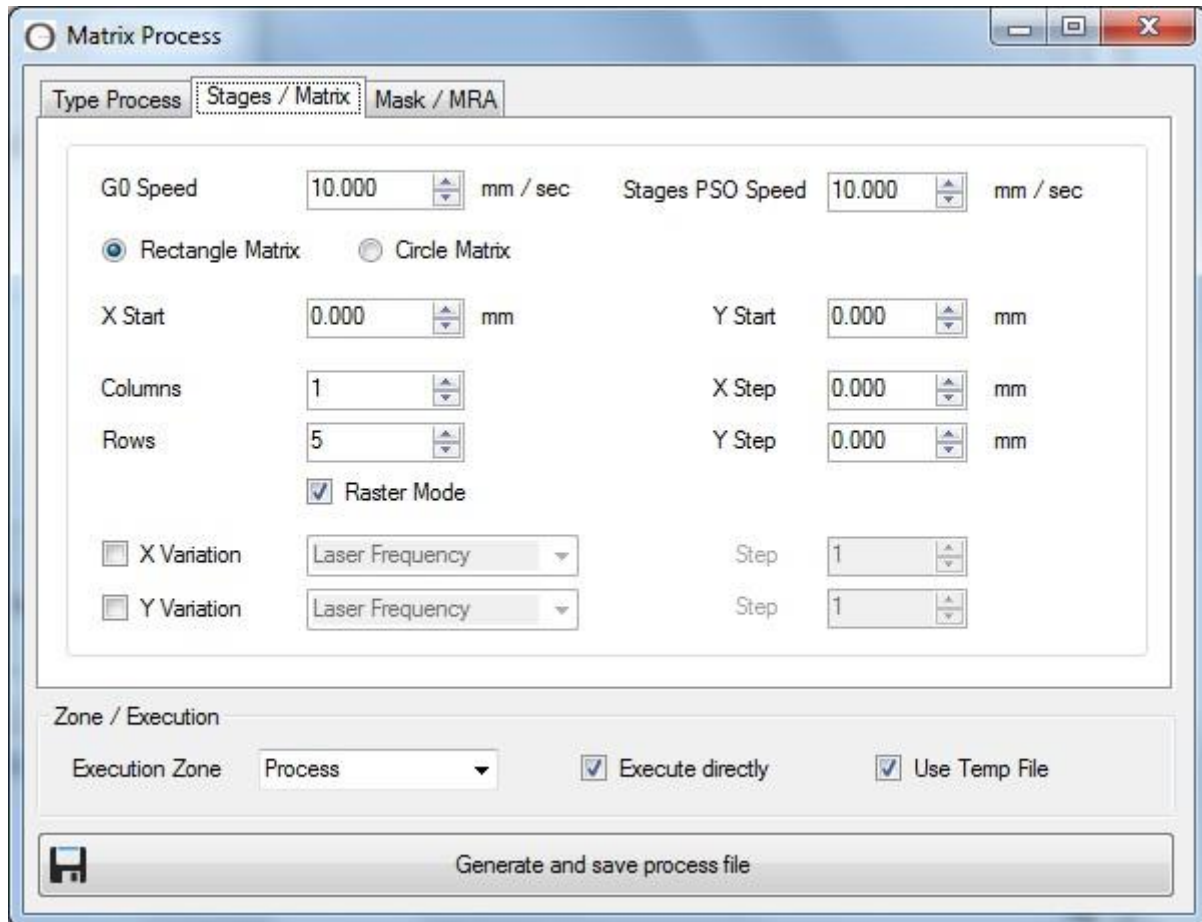 Matrix Process
Type Process Stages / Matrix Mask / MRA
G0 Speed 10.000 mm / sec Stages PSO Speed 10.000 mm / sec
Rectangle Matrix Circle Matrix
X Start 0.000 mm Y Start 0.000 mm
Columns 1 X Step 0.000 mm
Rows 5 Y Step 0.000 mm
Raster Mode
X Variation Laser Frequency Step 1
Y Variation Laser Frequency Step 1
Zone / Execution
Execution Zone Process Execute directly Use Temp File
Generate and save process file